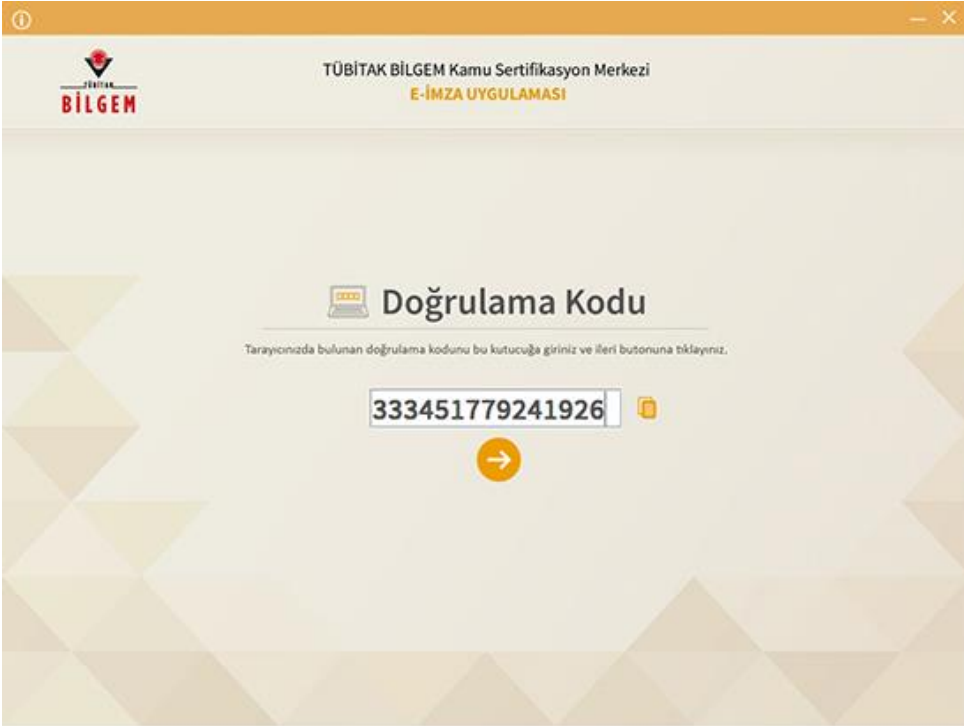 TÜBİTAK BİLGEM Kamu Sertifikasyon Merkezi
E-İMZA UYGULAMASI
TÜBİTAK
BİLGEM
Doğrulama Kodu
Tarayıcınızda bulunan doğrulama kodunu bu kutucuğa giriniz ve ileri butonuna tıklayınız.
333451779241926